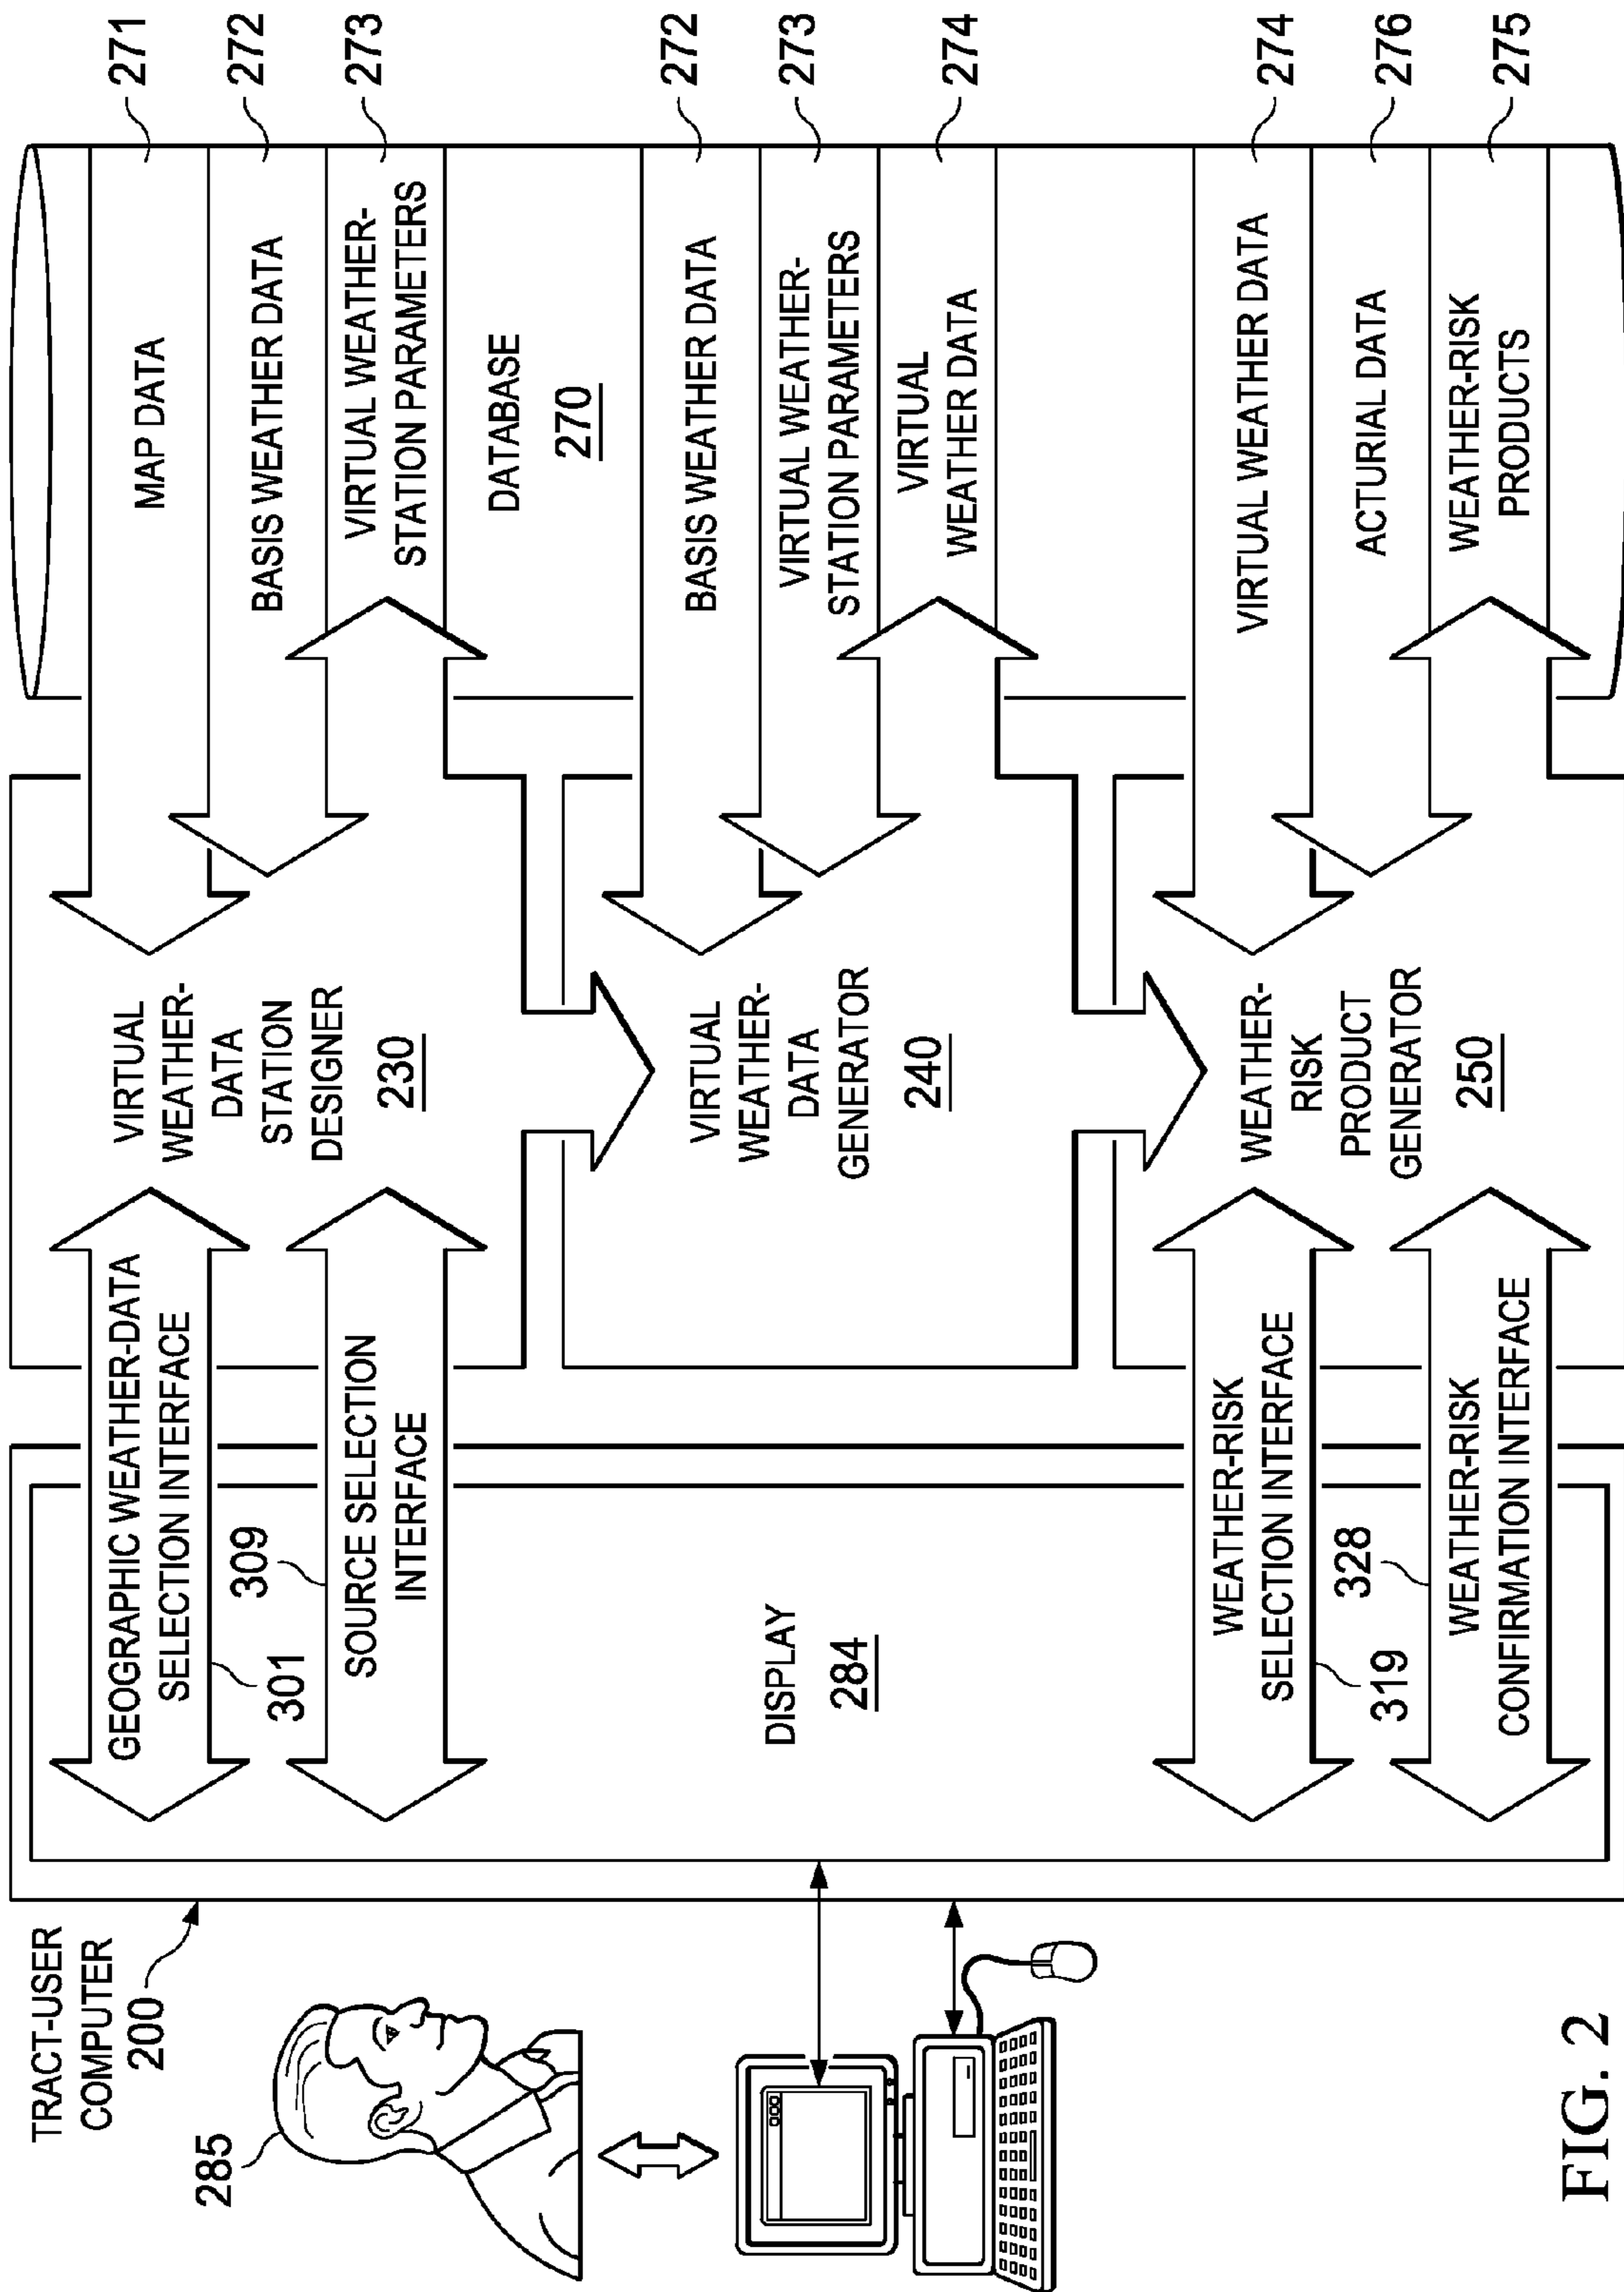 TRACT-USER
COMPUTER
200
285
GEOGRAPHIC WEATHER-DATA
SELECTION INTERFACE
301
309
SOURCE SELECTION
INTERFACE
DISPLAY
284
WEATHER-RISK
SELECTION INTERFACE
319
328
WEATHER-RISK
CONFIRMATION INTERFACE
VIRTUAL
WEATHER-
DATA
STATION
DESIGNER
230
VIRTUAL
WEATHER-
DATA
GENERATOR
240
WEATHER-
RISK
PRODUCT
GENERATOR
250
MAP DATA
271
BASIS WEATHER DATA
272
VIRTUAL WEATHER-
STATION PARAMETERS
273
DATABASE
270
BASIS WEATHER DATA
272
VIRTUAL WEATHER-
STATION PARAMETERS
273
VIRTUAL
WEATHER DATA
274
VIRTUAL WEATHER DATA
274
ACTURIAL DATA
276
WEATHER-RISK
PRODUCTS
275
FIG. 2